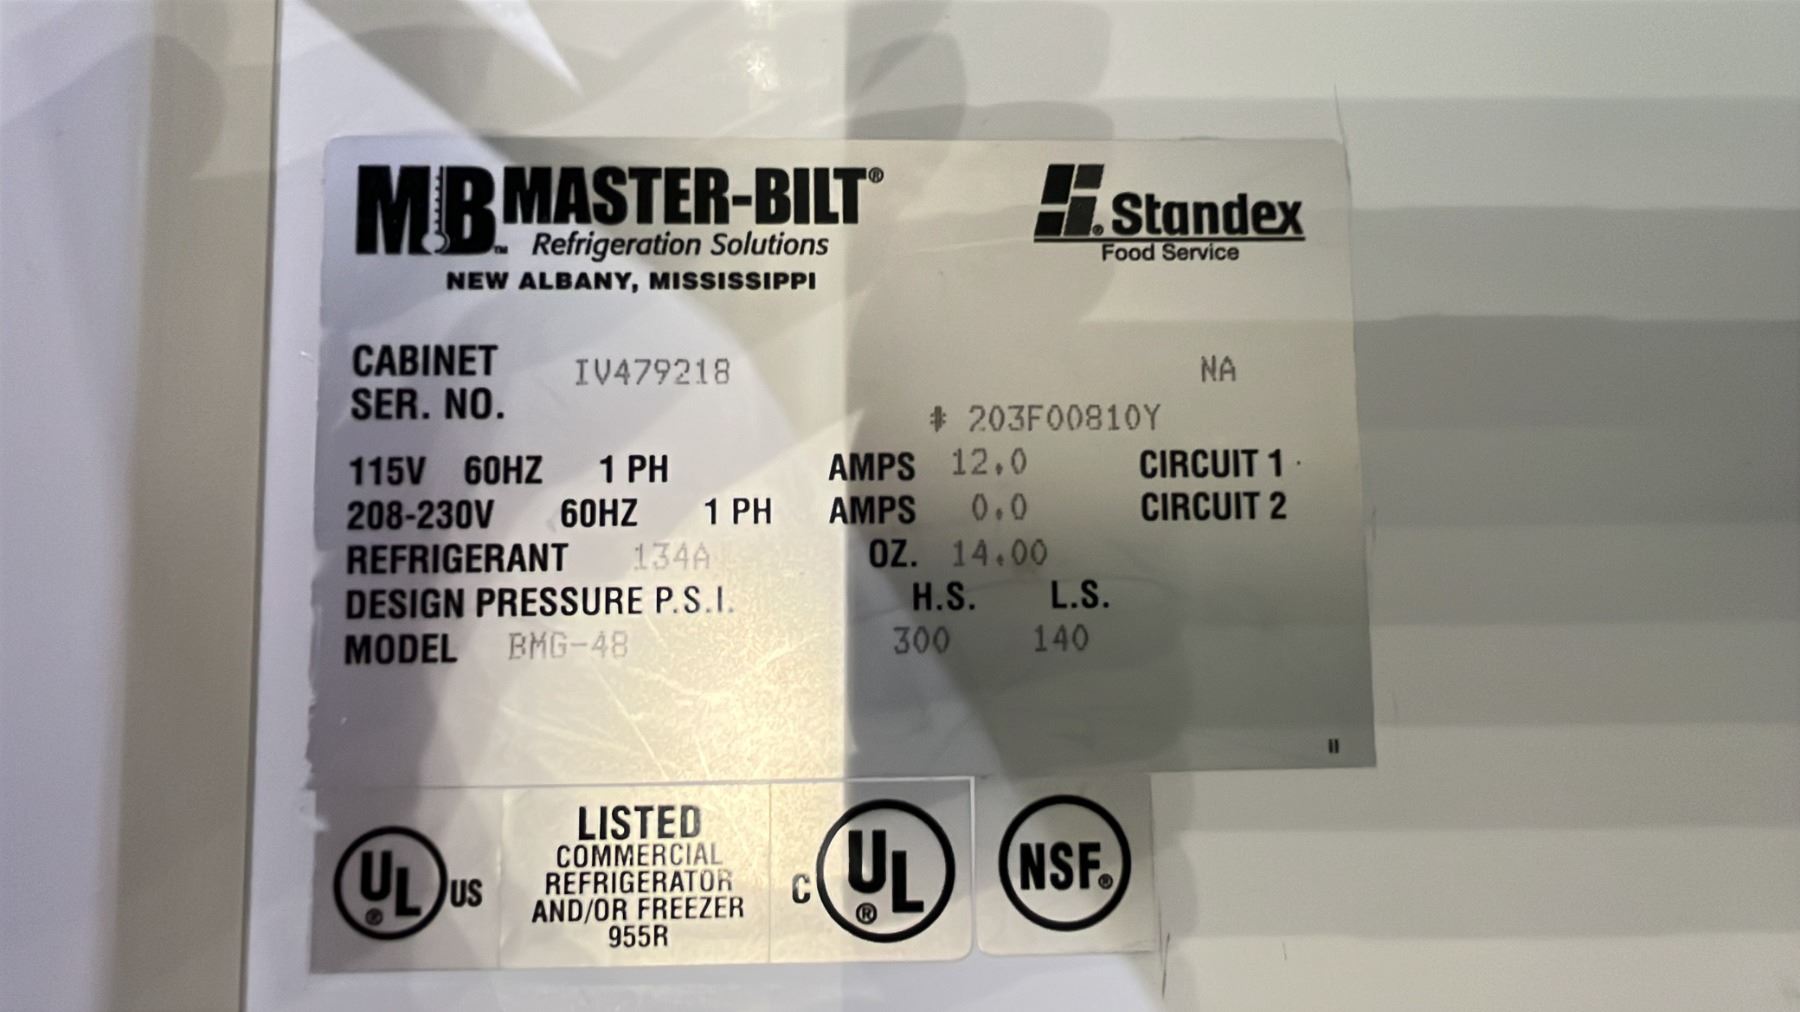 MB™ MASTER-BILT®
Refrigeration Solutions
NEW ALBANY, MISSISSIPPI
Standex
Food Service
CABINET
SER. NO. IV479218 NA
# 203F00810Y
115V 60HZ 1 PH AMPS 12.0 CIRCUIT 1
208-230V 60HZ 1 PH AMPS 0.0 CIRCUIT 2
REFRIGERANT 134A OZ. 14.00
DESIGN PRESSURE P.S.I. H.S. L.S.
MODEL BMG-48 300 140
II
UL® US
LISTED
COMMERCIAL
REFRIGERATOR
AND/OR FREEZER
955R
C UL®
NSF®